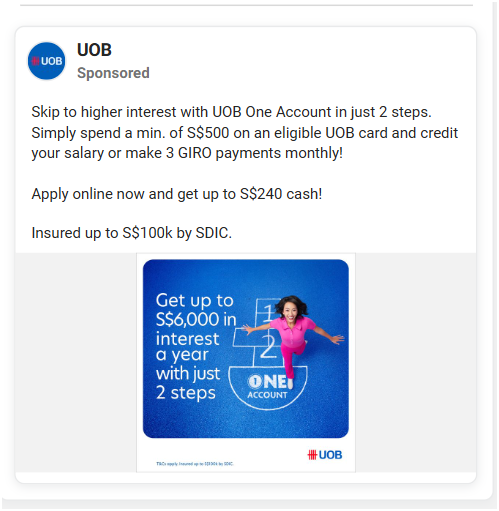 UOB
UOB
Sponsored
Skip to higher interest with UOB One Account in just 2 steps.
Simply spend a min. of S$500 on an eligible UOB card and credit
your salary or make 3 GIRO payments monthly!
Apply online now and get up to S$240 cash!
Insured up to S$100k by SDIC.
Get up to
S$6,000 in
interest
a year
with just
2 steps
1
2
ONE
ACCOUNT
UOB
T&Cs apply. Insured up to S$100k by SDIC.